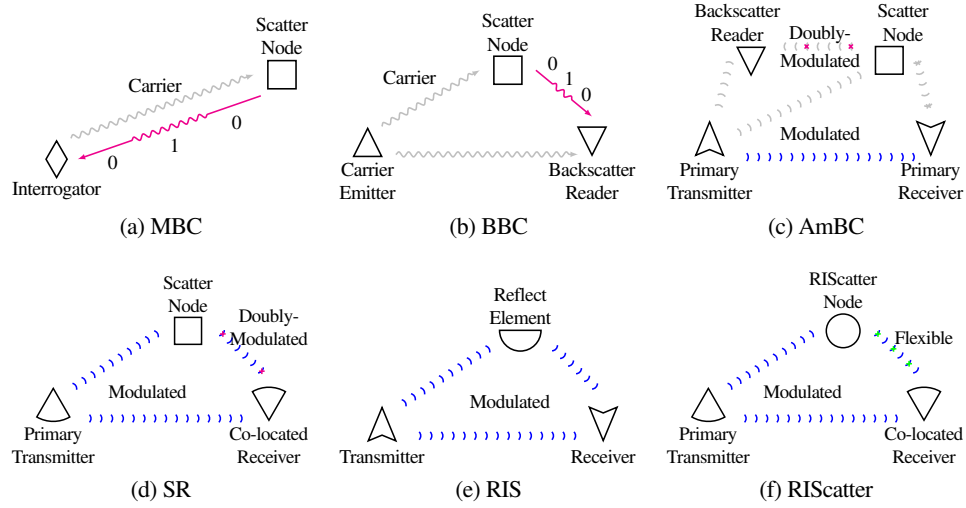 Scatter
Node
Carrier
0
1
0
Interrogator
(a) MBC
Scatter
Node
Carrier
0
1
0
Carrier
Emitter
Backscatter
Reader
(b) BBC
Backscatter
Reader
Doubly-
Modulated
Scatter
Node
Modulated
Primary
Transmitter
Primary
Receiver
(c) AmBC
Scatter
Node
Doubly-
Modulated
Modulated
Primary
Transmitter
Co-located
Receiver
(d) SR
Reflect
Element
Modulated
Transmitter
Receiver
(e) RIS
RIScatter
Node
Flexible
Modulated
Primary
Transmitter
Co-located
Receiver
(f) RIScatter